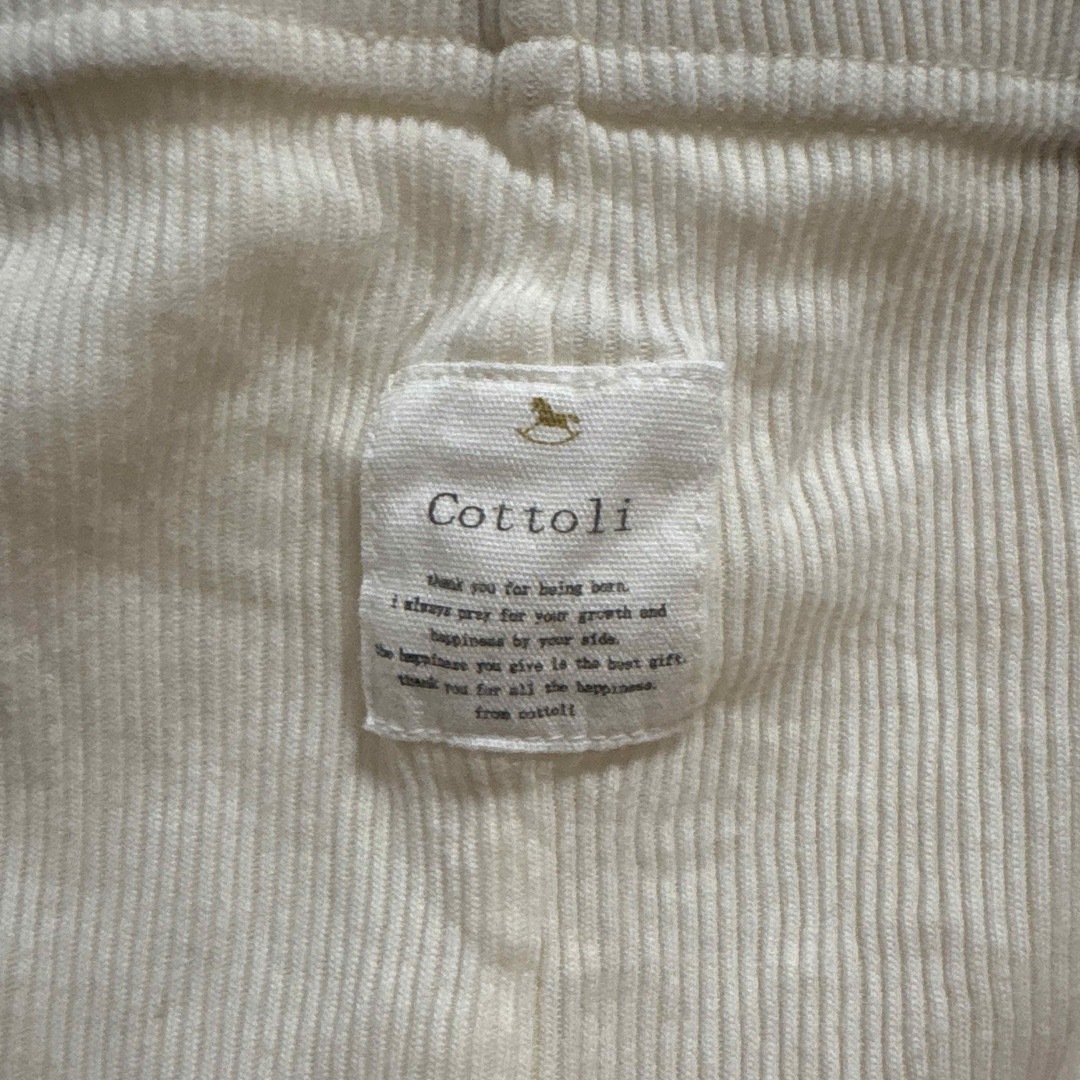 Cottoli
thank you for being born.
i always pray for your growth and
happiness by your side.
the happiness you give is the best gift.
thank you for all the happiness.
from cottoli